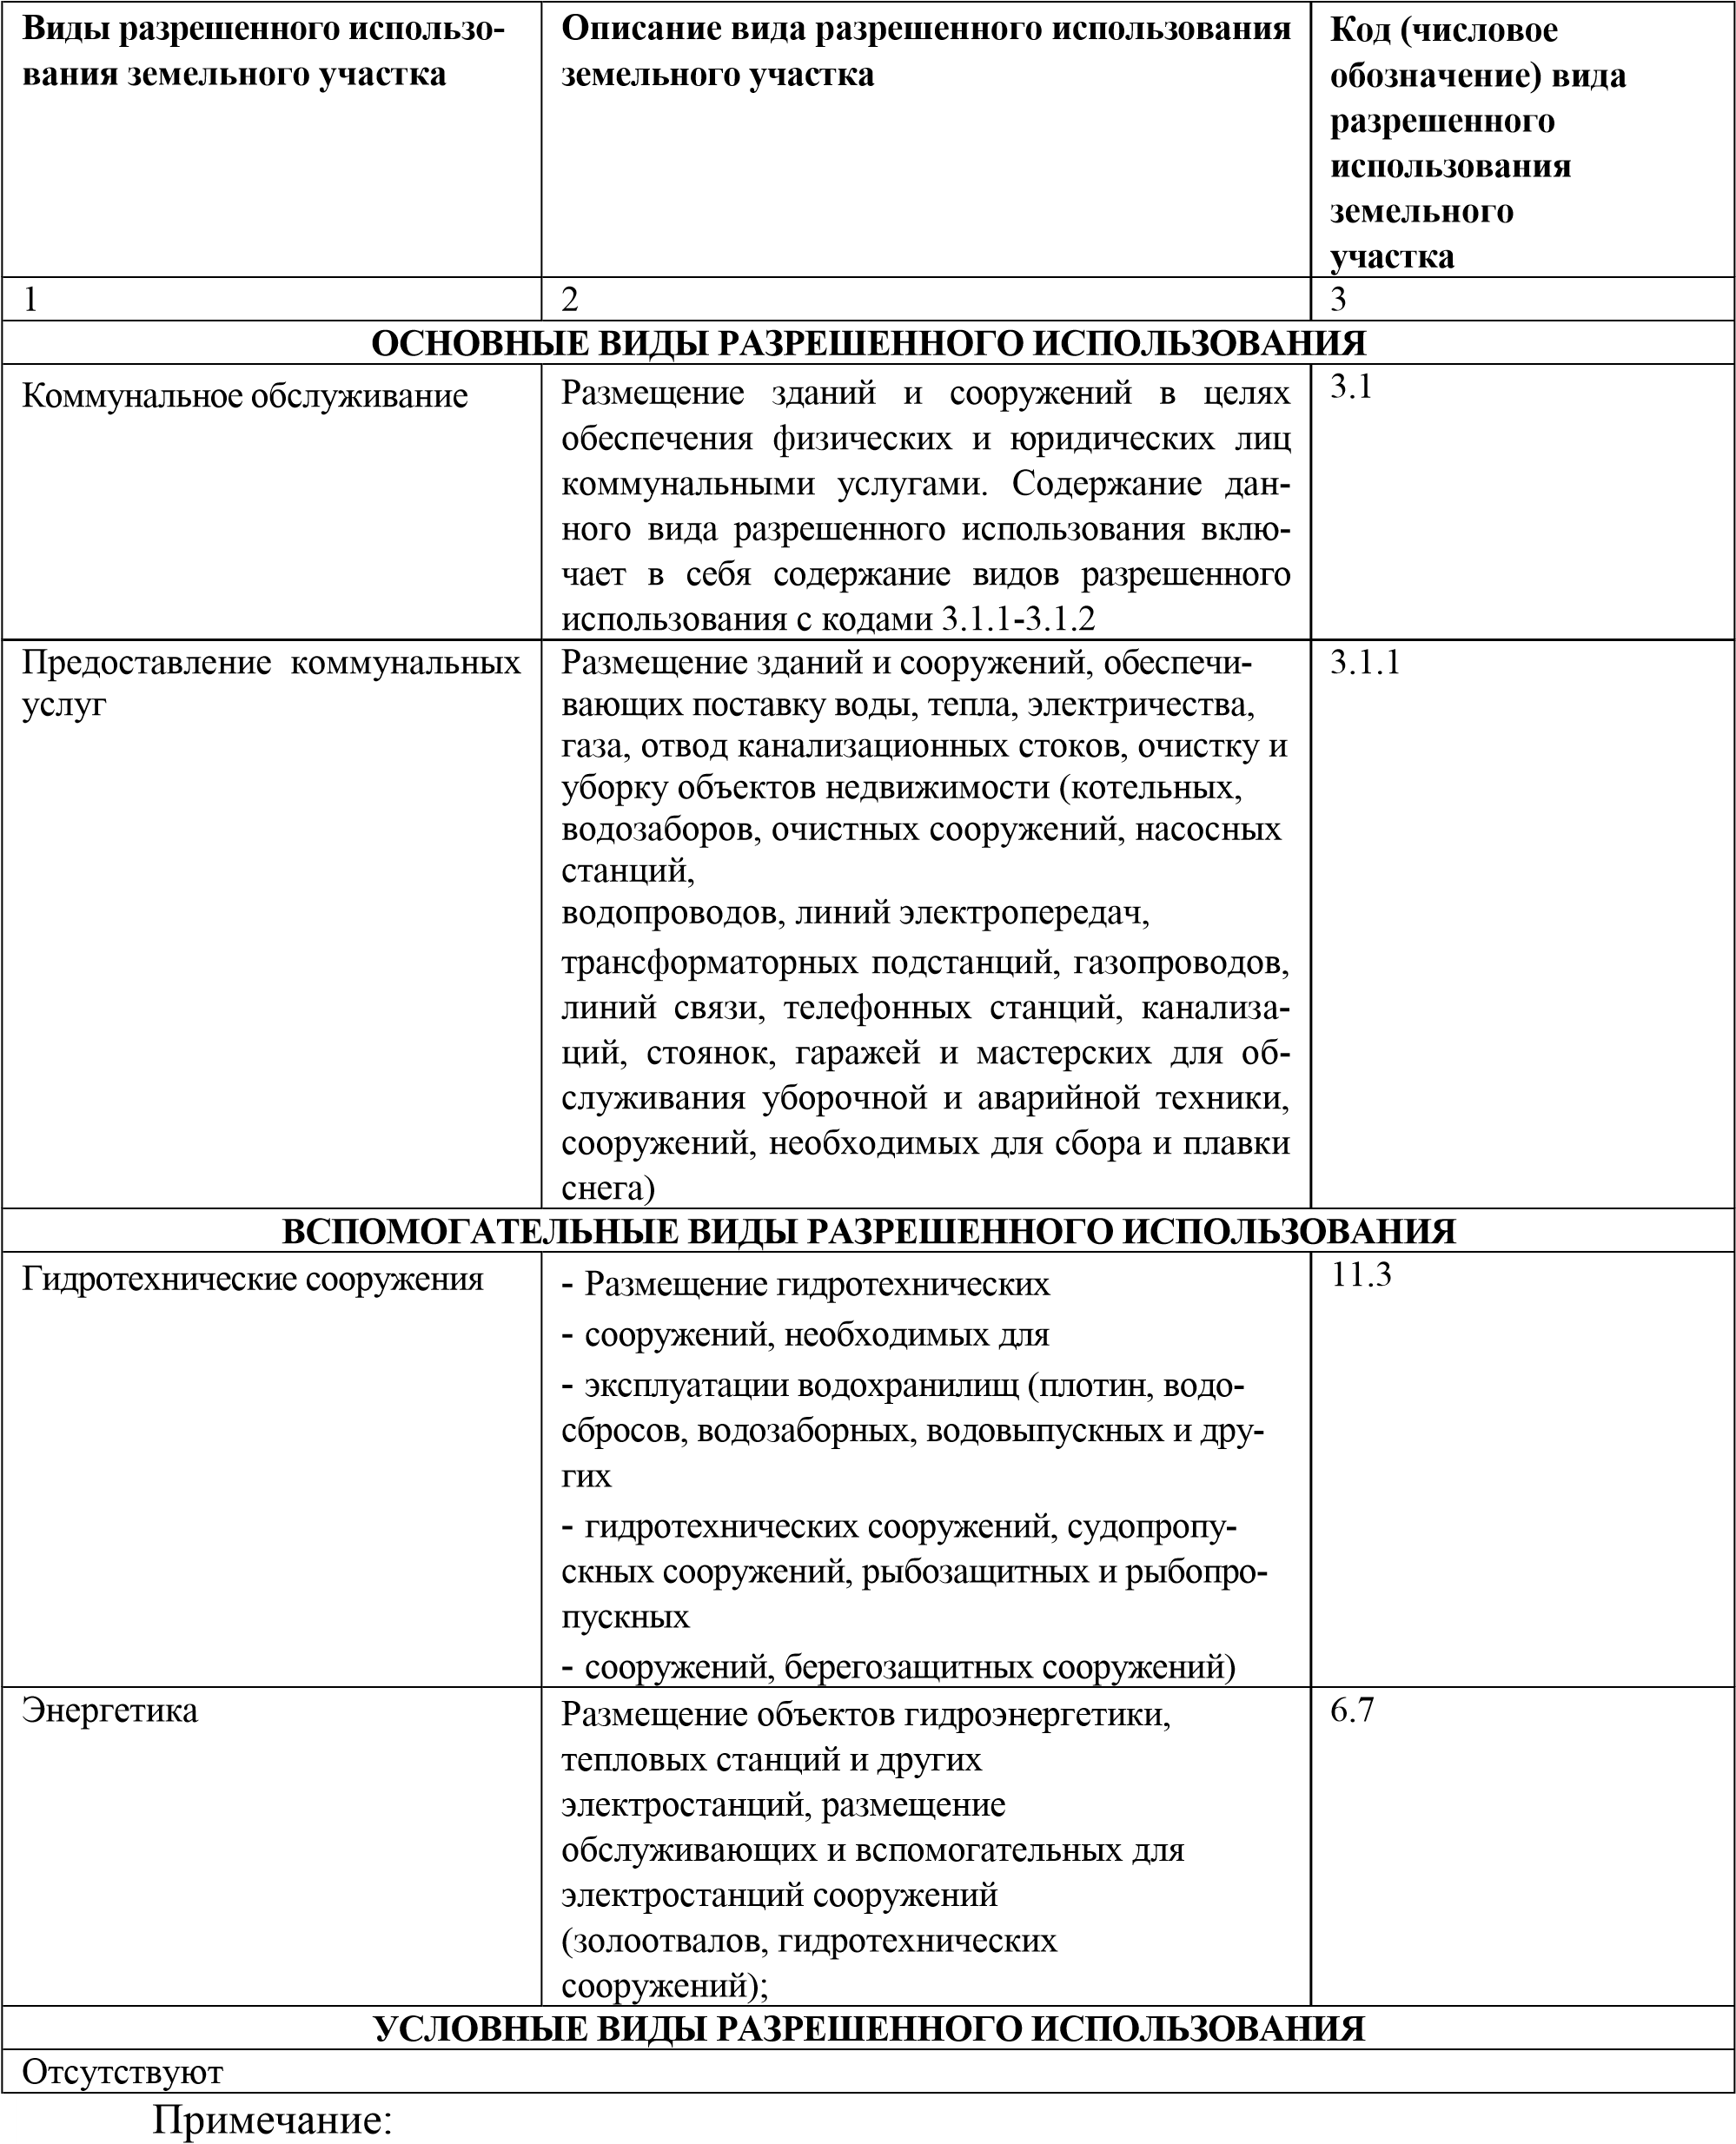 Виды разрешенного использо-
вания земельного участка
Описание вида разрешенного использования
земельного участка
Код (числовое
обозначение) вида
разрешенного
использования
земельного
участка
1
2
3
ОСНОВНЫЕ ВИДЫ РАЗРЕШЕННОГО ИСПОЛЬЗОВАНИЯ
Коммунальное обслуживание
Размещение зданий и сооружений в целях
обеспечения физических и юридических лиц
коммунальными услугами. Содержание дан-
ного вида разрешенного использования вклю-
чает в себя содержание видов разрешенного
использования с кодами 3.1.1-3.1.2
3.1
Предоставление коммунальных
услуг
Размещение зданий и сооружений, обеспечи-
вающих поставку воды, тепла, электричества,
газа, отвод канализационных стоков, очистку и
уборку объектов недвижимости (котельных,
водозаборов, очистных сооружений, насосных
станций,
водопроводов, линий электропередач,
трансформаторных подстанций, газопроводов,
линий связи, телефонных станций, канализа-
ций, стоянок, гаражей и мастерских для об-
служивания уборочной и аварийной техники,
сооружений, необходимых для сбора и плавки
снега)
3.1.1
ВСПОМОГАТЕЛЬНЫЕ ВИДЫ РАЗРЕШЕННОГО ИСПОЛЬЗОВАНИЯ
Гидротехнические сооружения
- Размещение гидротехнических
- сооружений, необходимых для
- эксплуатации водохранилищ (плотин, водо-
сбросов, водозаборных, водовыпускных и дру-
гих
- гидротехнических сооружений, судопропу-
скных сооружений, рыбозащитных и рыбопро-
пускных
- сооружений, берегозащитных сооружений)
11.3
Энергетика
Размещение объектов гидроэнергетики,
тепловых станций и других
электростанций, размещение
обслуживающих и вспомогательных для
электростанций сооружений
(золоотвалов, гидротехнических
сооружений);
6.7
УСЛОВНЫЕ ВИДЫ РАЗРЕШЕННОГО ИСПОЛЬЗОВАНИЯ
Отсутствуют
Примечание: